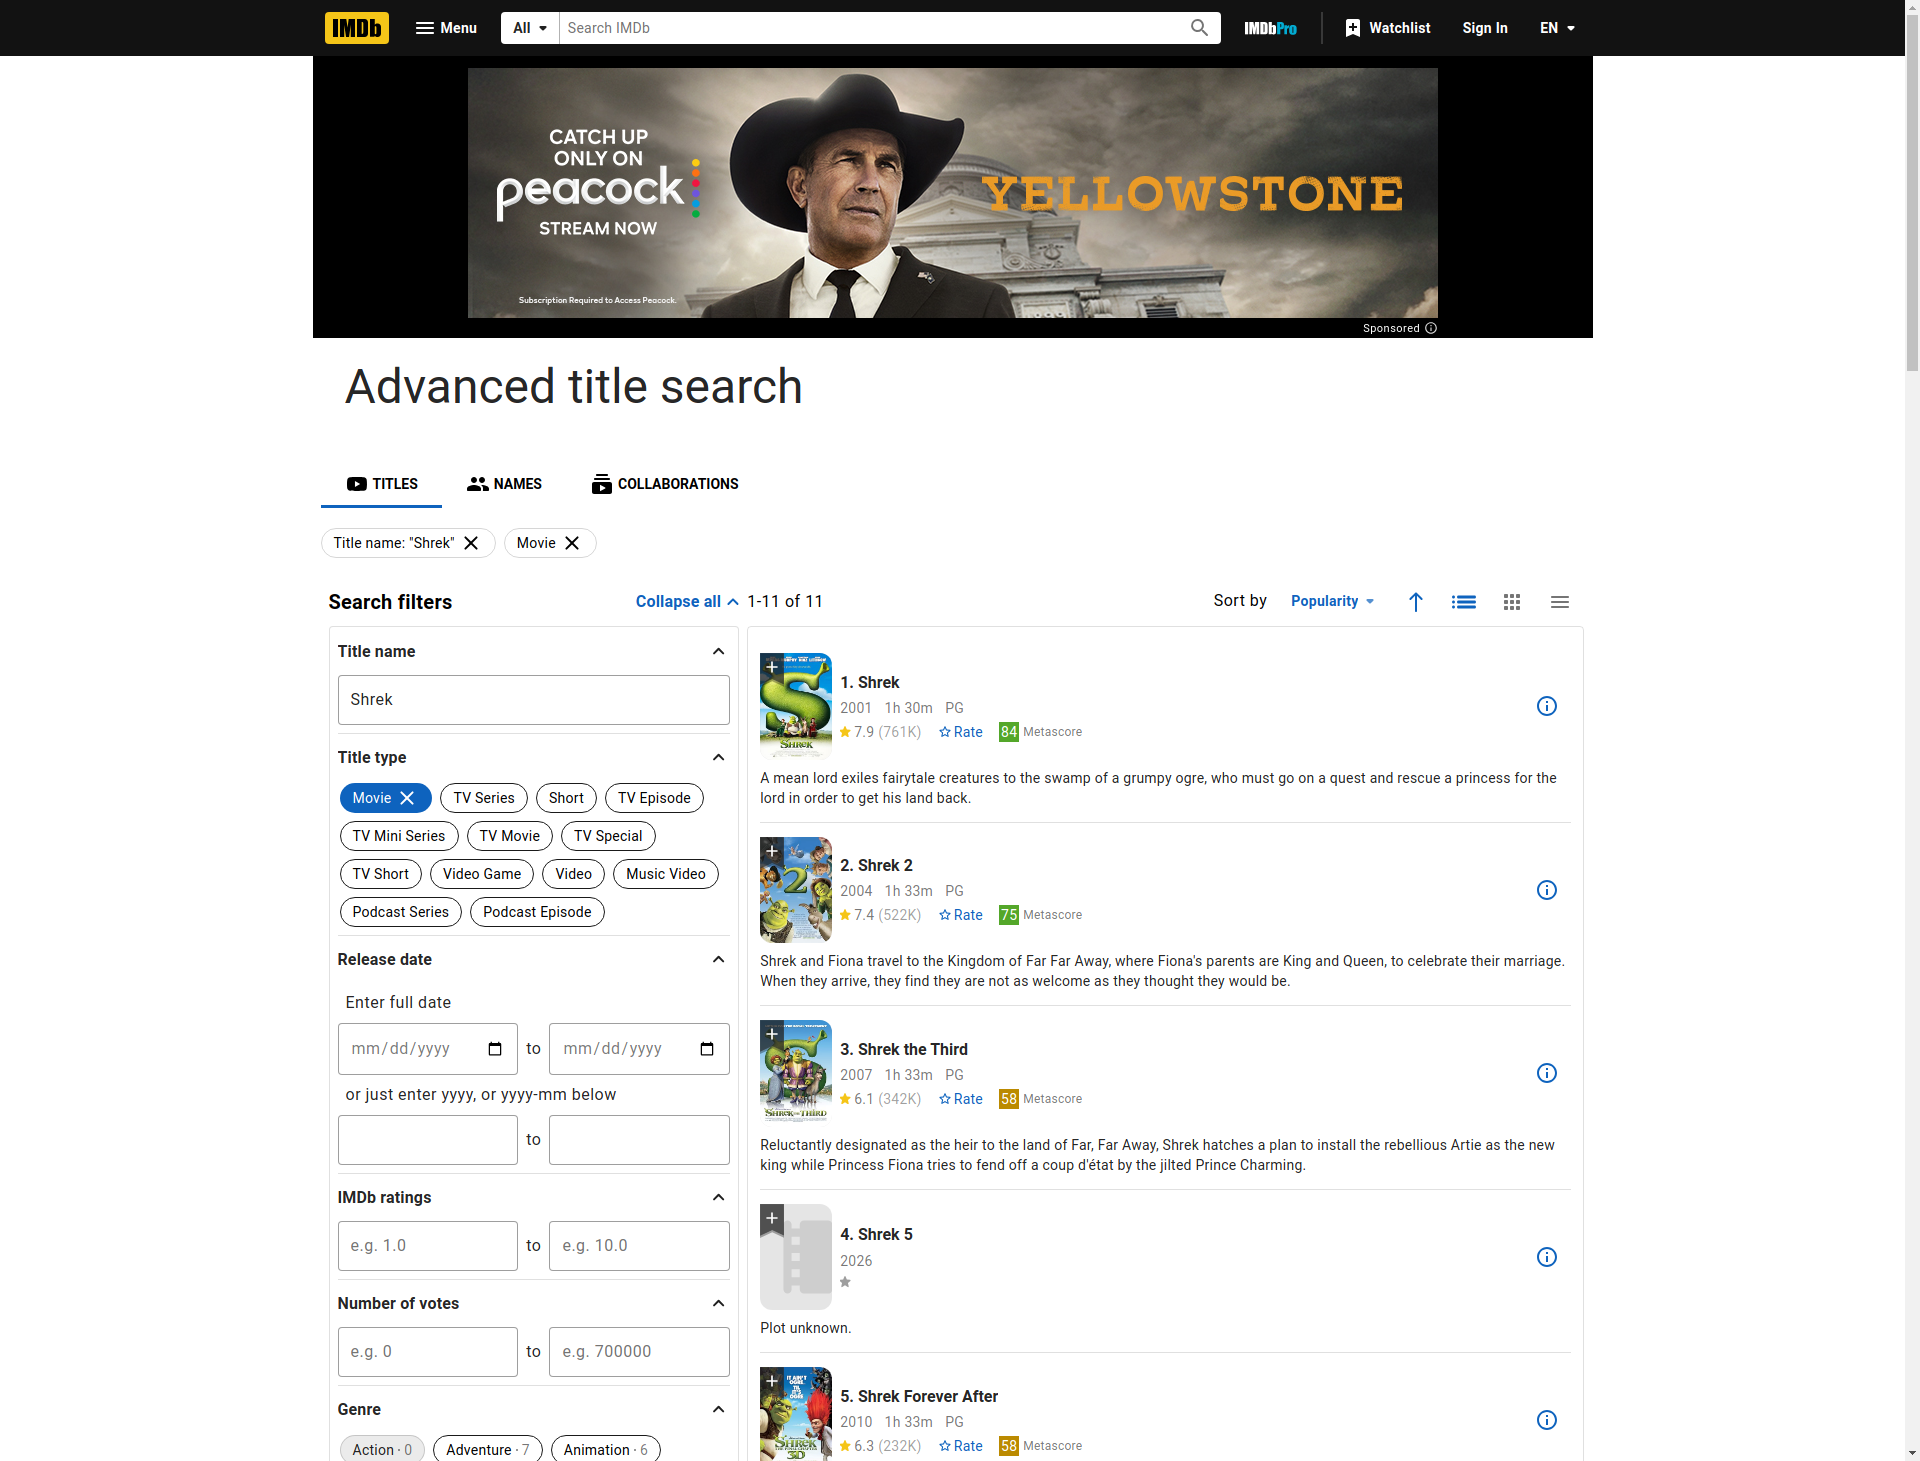 IMDb Menu All Search IMDb IMDbPro Watchlist Sign In EN
CATCH UP
ONLY ON
peacock
STREAM NOW
YELLOWSTONE
Subscription Required to Access Peacock.
Sponsored
Advanced title search
TITLES NAMES COLLABORATIONS
Title name: "Shrek" Movie
Search filters Collapse all 1-11 of 11 Sort by Popularity
Title name
Shrek
Title type
Movie TV Series Short TV Episode
TV Mini Series TV Movie TV Special
TV Short Video Game Video Music Video
Podcast Series Podcast Episode
Release date
Enter full date
mm/dd/yyyy to mm/dd/yyyy
or just enter yyyy, or yyyy-mm below
to
IMDb ratings
e.g. 1.0 to e.g. 10.0
Number of votes
e.g. 0 to e.g. 700000
Genre
Action · 0 Adventure · 7 Animation · 6
SHREK
1. Shrek
2001 1h 30m PG
7.9 (761K) Rate 84 Metascore
A mean lord exiles fairytale creatures to the swamp of a grumpy ogre, who must go on a quest and rescue a princess for the
lord in order to get his land back.
2
2. Shrek 2
2004 1h 33m PG
7.4 (522K) Rate 75 Metascore
Shrek and Fiona travel to the Kingdom of Far Far Away, where Fiona's parents are King and Queen, to celebrate their marriage.
When they arrive, they find they are not as welcome as they thought they would be.
SHREK THE THIRD
3. Shrek the Third
2007 1h 33m PG
6.1 (342K) Rate 58 Metascore
Reluctantly designated as the heir to the land of Far, Far Away, Shrek hatches a plan to install the rebellious Artie as the new
king while Princess Fiona tries to fend off a coup d'état by the jilted Prince Charming.
4. Shrek 5
2026
Plot unknown.
IT AIN'T
OGRE
TIL IT'S
OGRE
SHREK
3D
5. Shrek Forever After
2010 1h 33m PG
6.3 (232K) Rate 58 Metascore